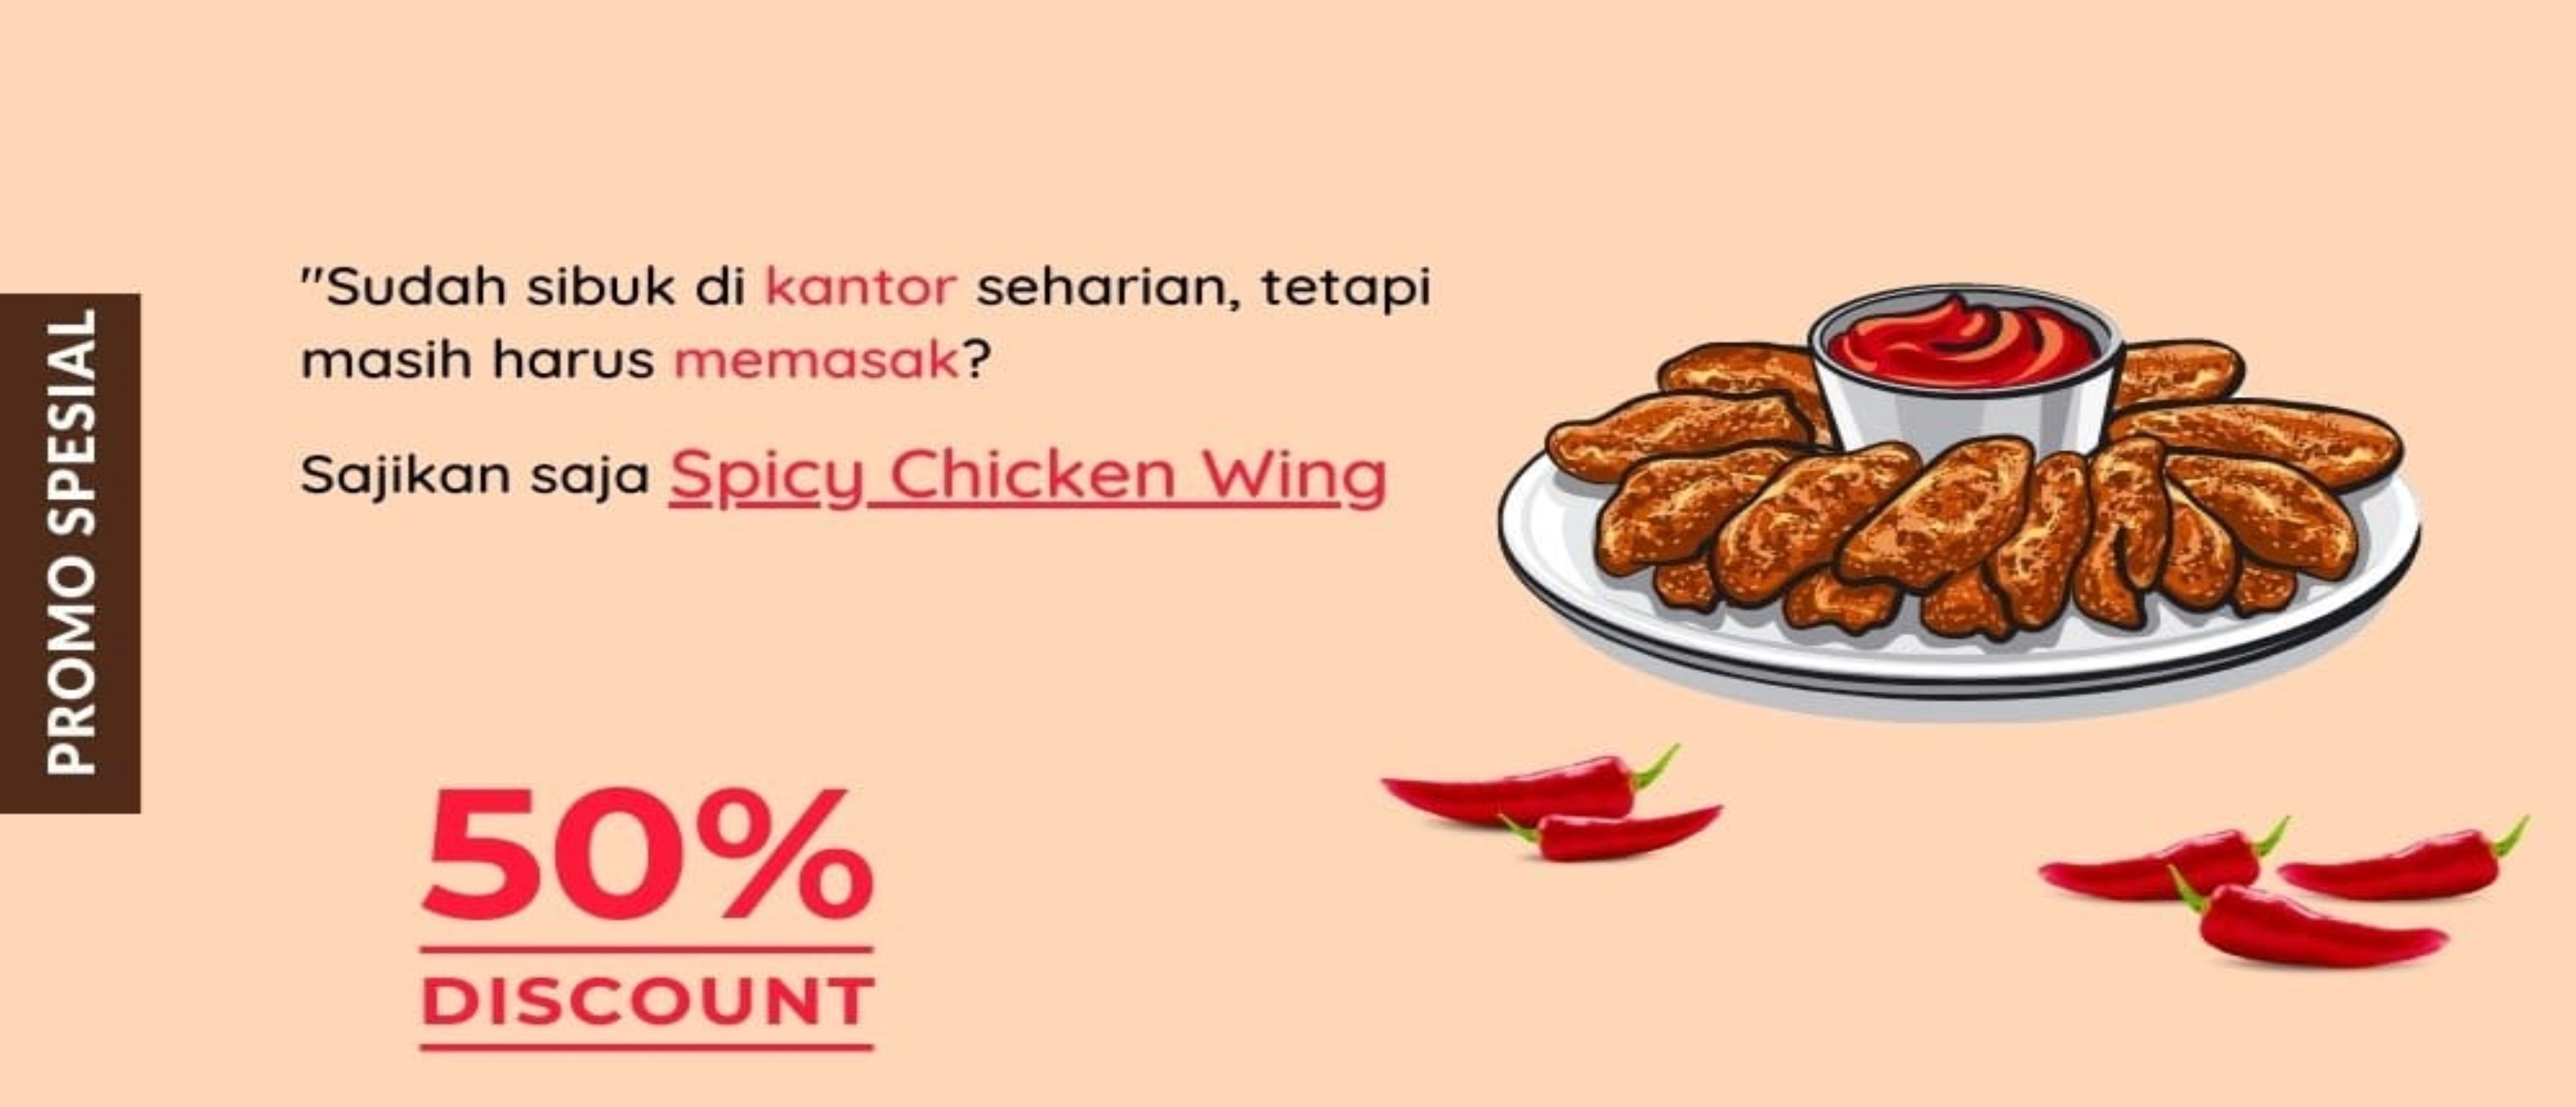 PROMO SPESIAL
"Sudah sibuk di kantor seharian, tetapi
masih harus memasak?
Sajikan saja Spicy Chicken Wing
50%
DISCOUNT